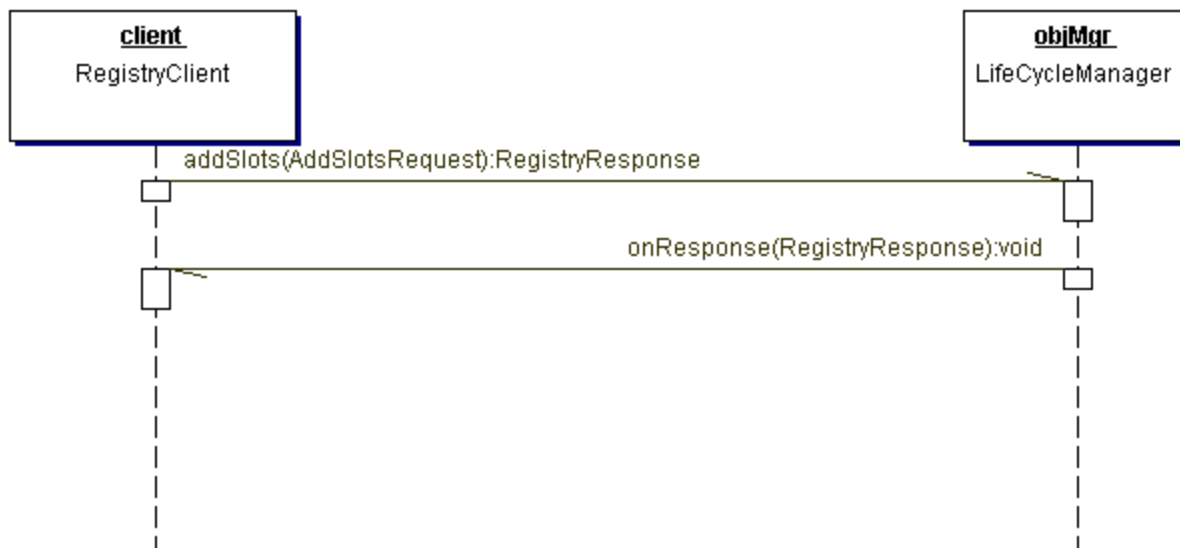 client
RegistryClient
objMgr
LifeCycleManager
addSlots(AddSlotsRequest):RegistryResponse
onResponse(RegistryResponse):void